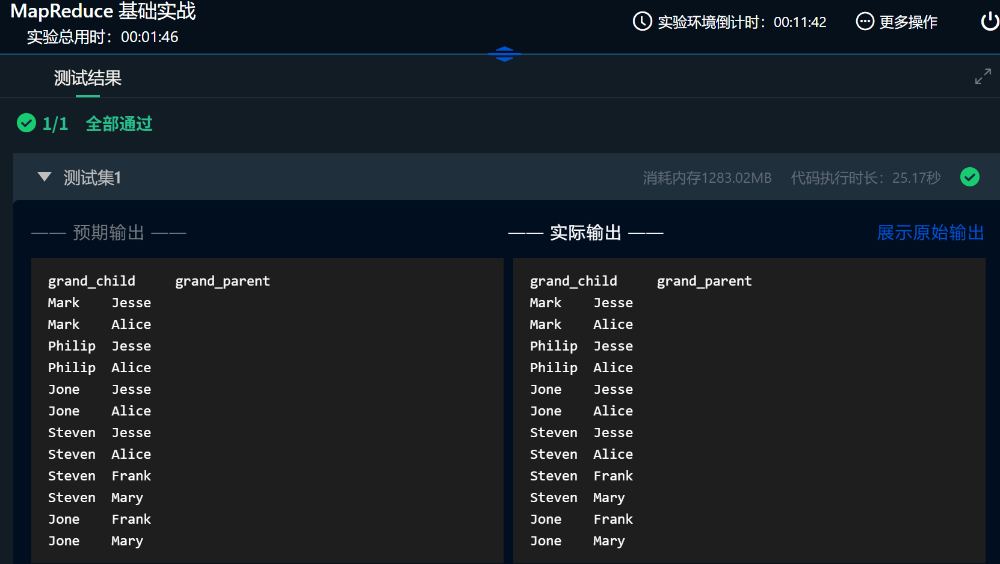 MapReduce 基础实战
实验总用时：00:01:46
实验环境倒计时：00:11:42
更多操作
测试结果
1/1 全部通过
测试集1
消耗内存1283.02MB 代码执行时长：25.17秒
—— 预期输出 ——
grand_child grand_parent
Mark Jesse
Mark Alice
Philip Jesse
Philip Alice
Jone Jesse
Jone Alice
Steven Jesse
Steven Alice
Steven Frank
Steven Mary
Jone Frank
Jone Mary
—— 实际输出 ——
展示原始输出
grand_child grand_parent
Mark Jesse
Mark Alice
Philip Jesse
Philip Alice
Jone Jesse
Jone Alice
Steven Jesse
Steven Alice
Steven Frank
Steven Mary
Jone Frank
Jone Mary